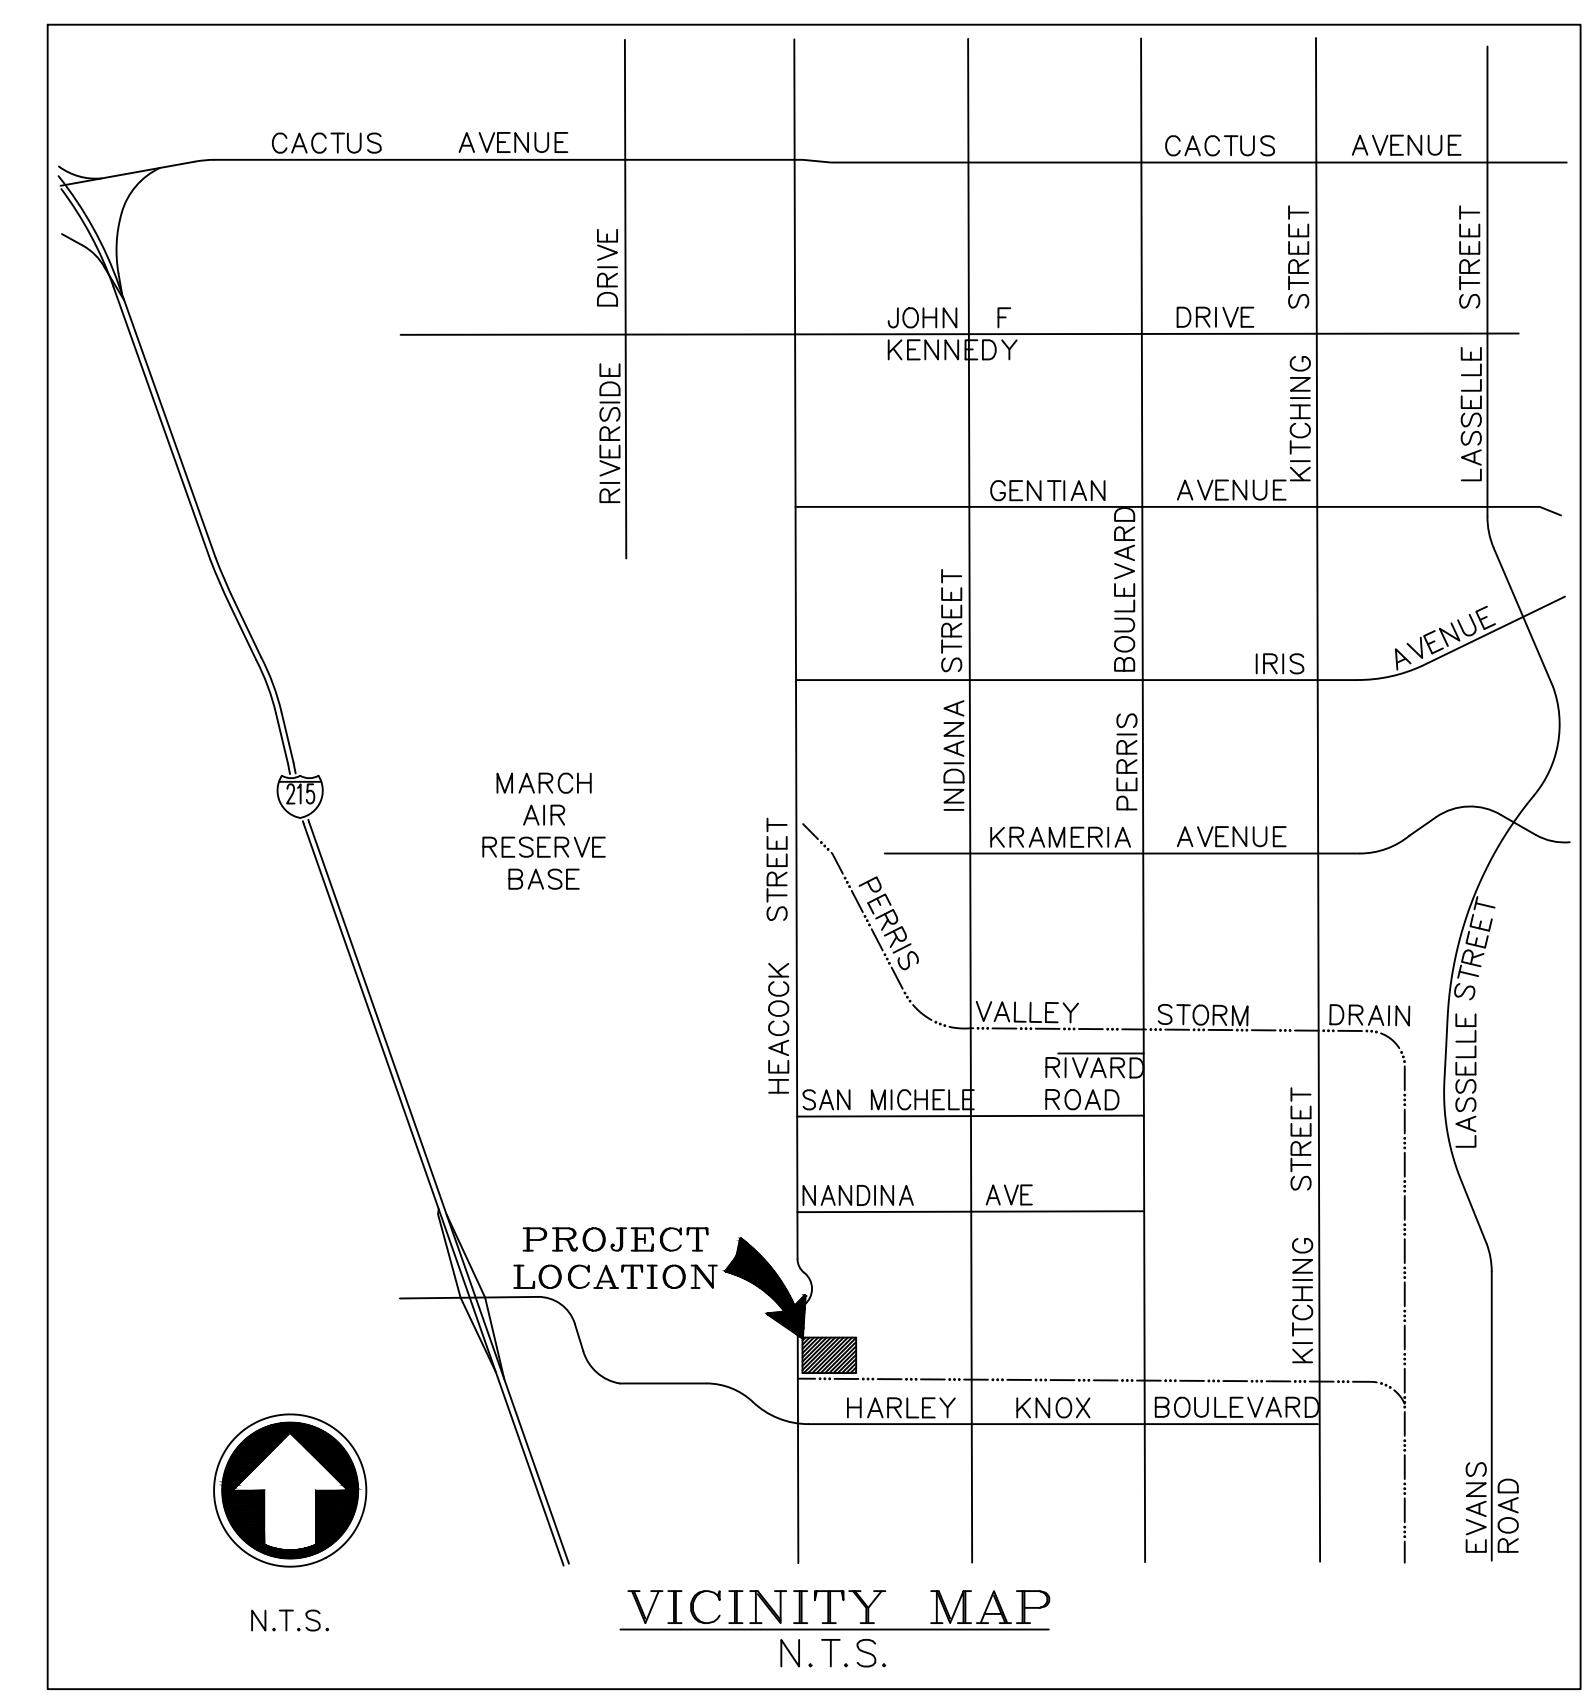 CACTUS AVENUE
CACTUS AVENUE
RIVERSIDE DRIVE
KITCHING STREET
LASSELLE STREET
JOHN F
KENNEDY
DRIVE
GENTIAN AVENUE
INDIANA STREET
PERRIS BOULEVARD
IRIS AVENUE
215
MARCH
AIR
RESERVE
BASE
HEACOCK STREET
KRAMERIA AVENUE
PERRIS VALLEY STORM DRAIN
LASSELLE STREET
RIVARD
ROAD
SAN MICHELE
KITCHING STREET
NANDINA AVE
PROJECT
LOCATION
HARLEY KNOX BOULEVARD
EVANS
ROAD
N.T.S.
VICINITY MAP
N.T.S.